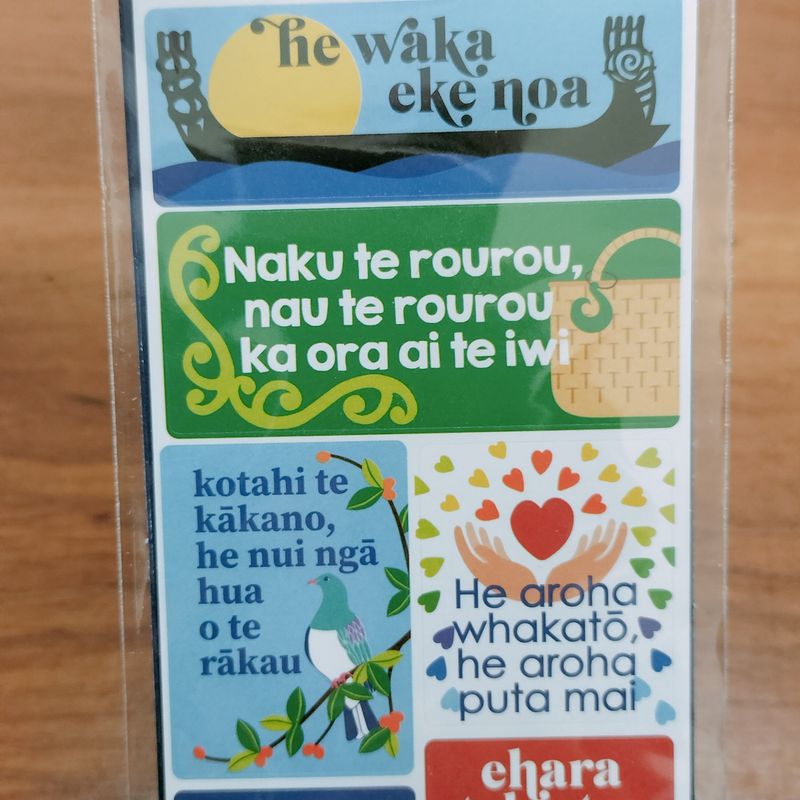 he waka
eke noa
Naku te rourou,
nau te rourou
ka ora ai te iwi
kotahi te
kākano,
he nui ngā
hua
o te
rākau
He aroha
whakatō,
he aroha
puta mai
ehara